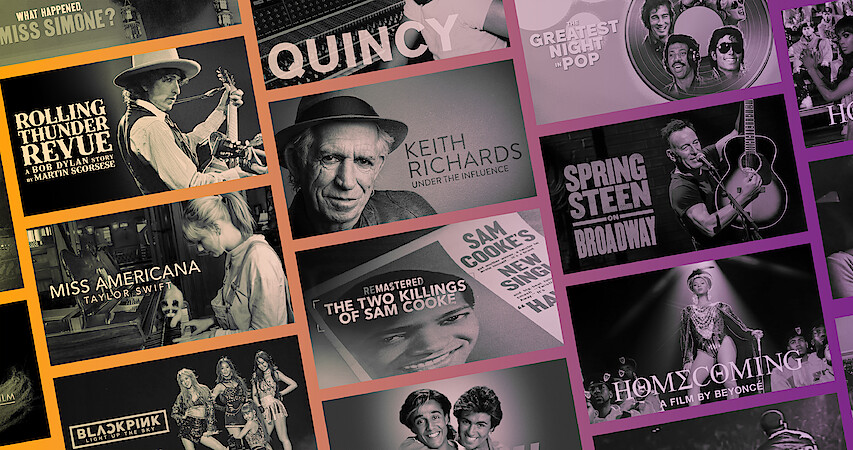 WHAT HAPPENED,
MISS SIMONE?
ROLLING
THUNDER
REVUE
A BOB DYLAN STORY
BY MARTIN SCORSESE
MISS AMERICANA
TAYLOR SWIFT
BLACKPINK
LIGHT UP THE SKY
QUINCY
KEITH
RICHARDS
UNDER THE INFLUENCE
REMASTERED
THE TWO KILLINGS
OF SAM COOKE
SAM
COOKE'S
NEW
THE
GREATEST
NIGHT
IN POP
SPRING
STEEN
ON
BROADWAY
HOMΣCOMING
A FILM BY BEYONCÉ